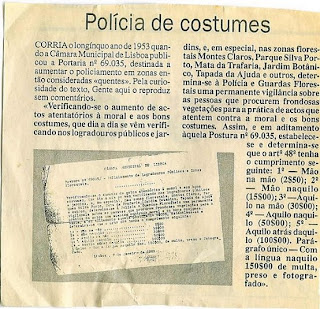 Polícia de costumes
CORRIA o longínquo ano de 1953 quan-
do a Câmara Municipal de Lisboa publi-
cou a Portaria nº 69.035, destinada a
aumentar o policiamento em zonas en-
tão consideradas «quentes». Pela curio-
sidade do texto, Gente aqui o reproduz
sem comentários.
«Verificando-se o aumento de ac-
tos atentatórios à moral e aos bons
costumes, que dia a dia se vêm verifi-
cando nos logradouros públicos e jar-
dins, e, em especial, nas zonas flores-
tais Montes Claros, Parque Silva Por-
to, Mata da Trafaria, Jardim Botâni-
co, Tapada da Ajuda e outros, deter-
mina-se à Polícia e Guardas Flores-
tais uma permanente vigilância sobre
as pessoas que procurem frondosas
vegetações para a prática de actos que
atentem contra a moral e os bons
costumes. Assim, e em aditamento
àquela Postura nº 69.035, estabelece-
se e determina-se
que o artº 48º tenha
o cumprimento se-
guinte: 1º — Mão
na mão (2$50); 2º
— Mão naquilo
(15$00); 3º —Aqui-
lo na mão (30$00);
4º — Aquilo naqui-
lo (50$00); 5º —
Aquilo atrás daqui-
lo (100$00). Pará-
grafo único — Com
a língua naquilo
150$00 de multa,
preso e fotogra-
fado».